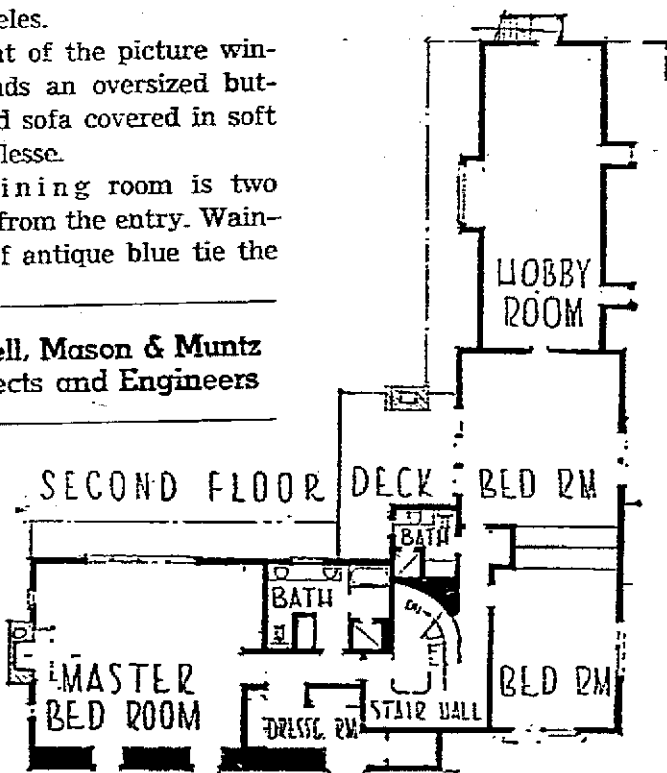 eles.
nt of the picture win-
nds an oversized but-
d sofa covered in soft
flesse.
ining room is two
from the entry. Wain-
f antique blue tie the
ell, Mason & Muntz
ects and Engineers
HOBBY
ROOM
SECOND FLOOR DECK
BED RM
BATH
BATH
MASTER
BED ROOM
DRESSG. RM
STAIR HALL
BED RM